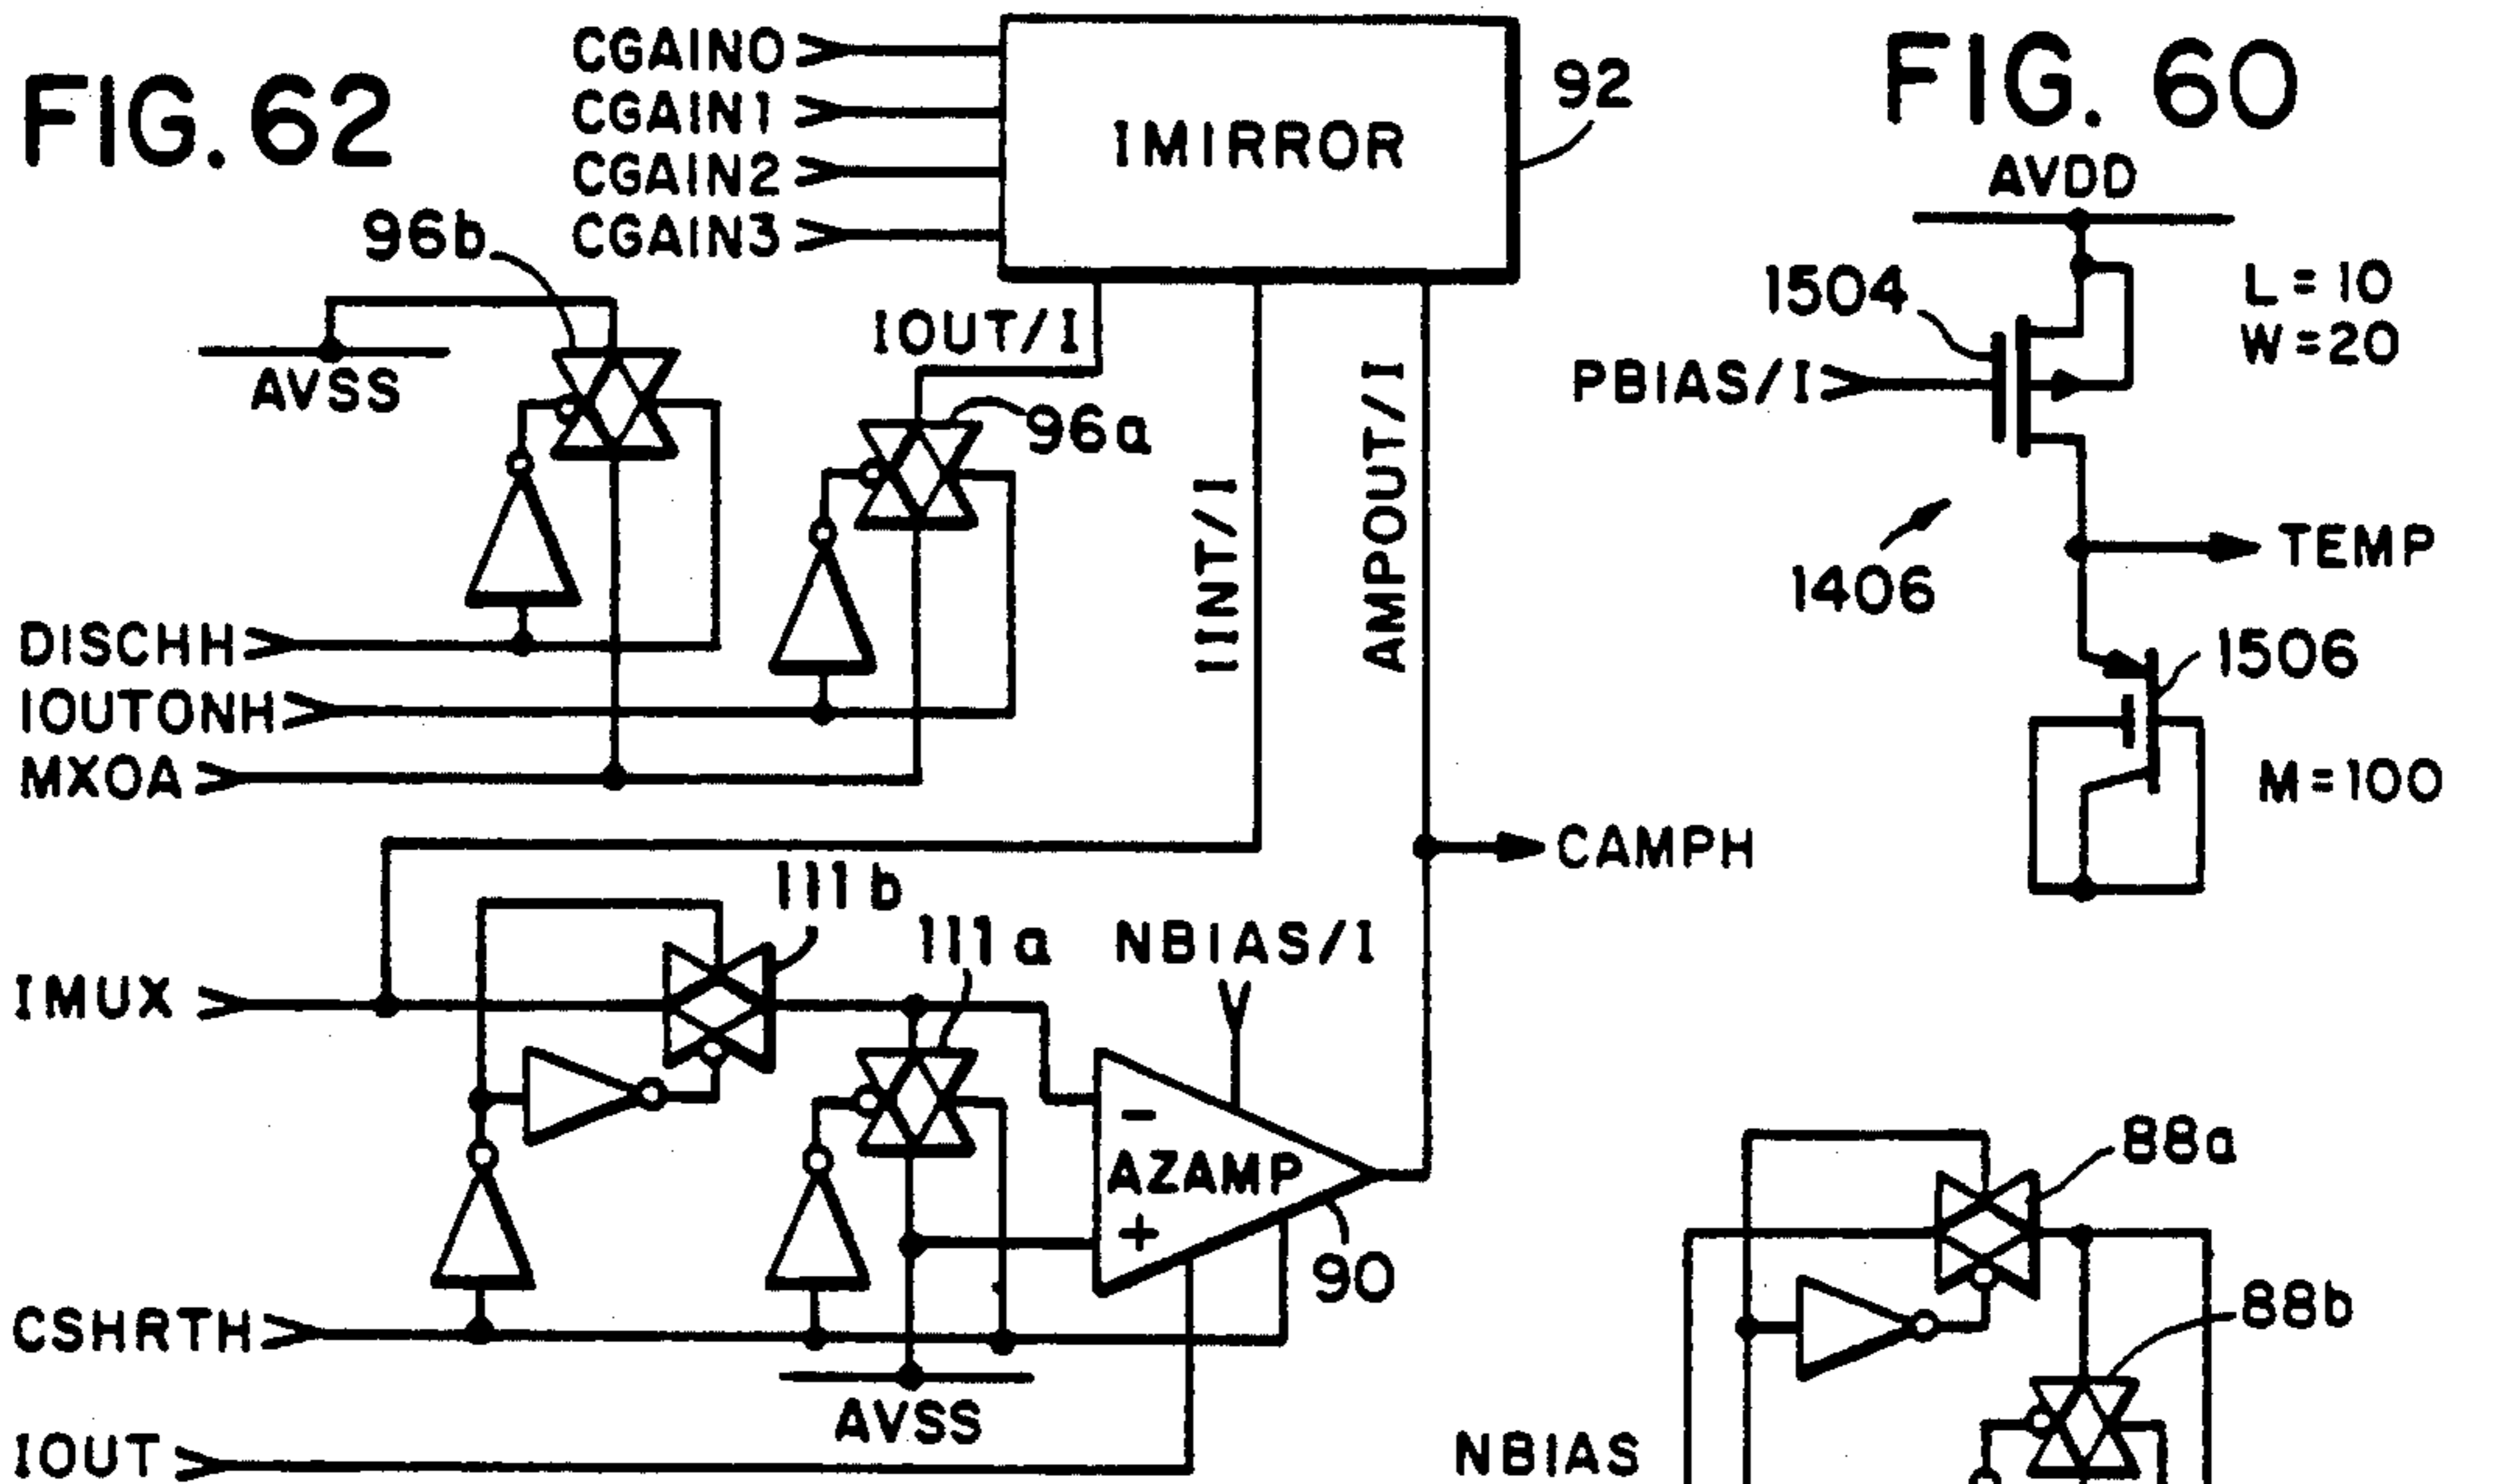 FIG. 62
CGAIN0
CGAIN1
CGAIN2
CGAIN3
IMIRROR
92
96b
AVSS
IOUT/I
96a
IINT/I
AMPOUT/I
DISCHH
IOUTONH
MXOA
CAMPH
111b
111a
NBIAS/I
IMUX
-
AZAMP
+
90
CSHRTH
AVSS
IOUT
FIG. 60
AVDD
1504
L=10
W=20
PBIAS/I
TEMP
1406
1506
M=100
88a
88b
NBIAS